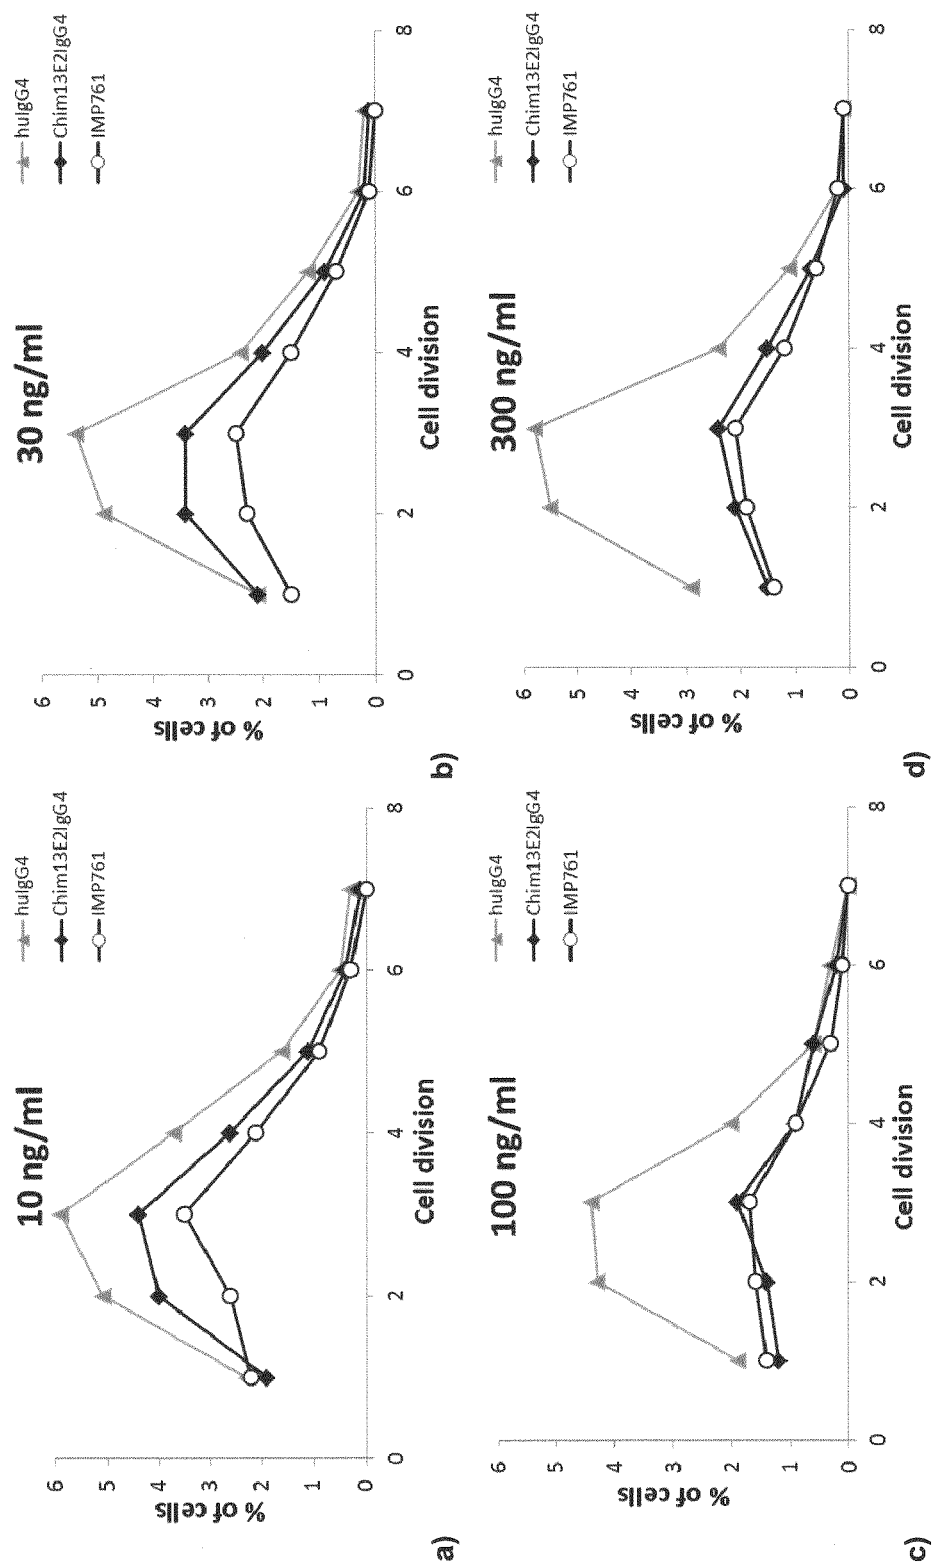 10 ng/ml
huIgG4
Chim13E2IgG4
IMP761
% of cells
6
5
4
3
2
1
0
0
2
4
6
8
Cell division
a)
30 ng/ml
huIgG4
Chim13E2IgG4
IMP761
% of cells
6
5
4
3
2
1
0
0
2
4
6
8
Cell division
b)
100 ng/ml
huIgG4
Chim13E2IgG4
IMP761
% of cells
6
5
4
3
2
1
0
0
2
4
6
8
Cell division
c)
300 ng/ml
huIgG4
Chim13E2IgG4
IMP761
% of cells
6
5
4
3
2
1
0
0
2
4
6
8
Cell division
d)